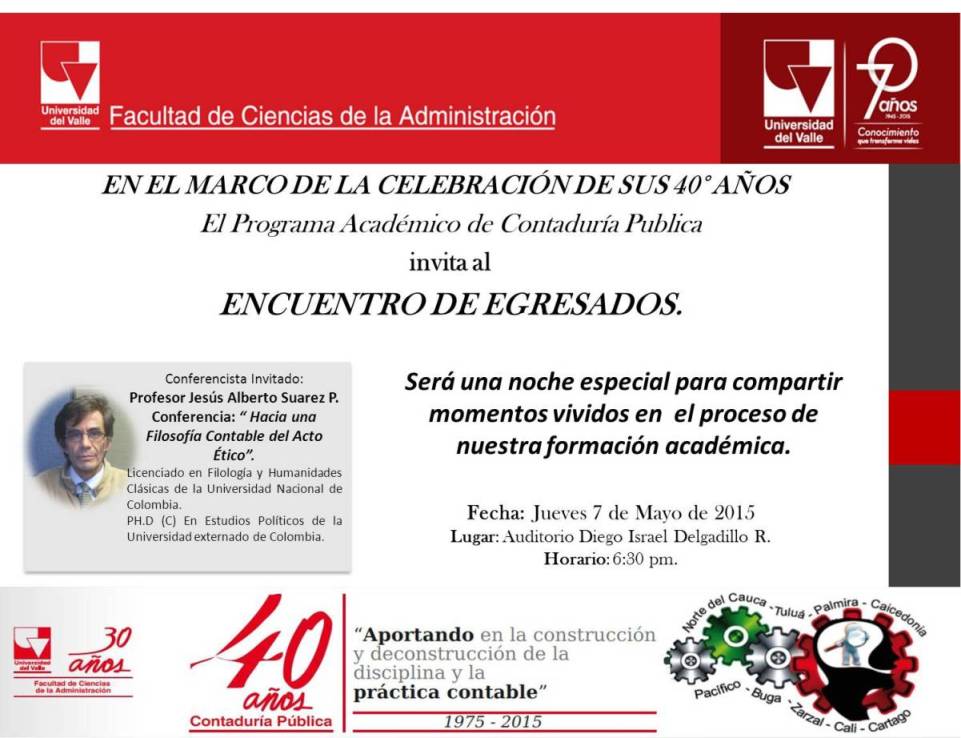 Universidad
del Valle
Facultad de Ciencias de la Administración
Universidad
del Valle
70
años
1945-2015
Conocimiento
que transforma vidas
EN EL MARCO DE LA CELEBRACIÓN DE SUS 40° AÑOS
El Programa Académico de Contaduría Publica
invita al
ENCUENTRO DE EGRESADOS.
Conferencista Invitado:
Profesor Jesús Alberto Suarez P.
Conferencia: “ Hacia una
Filosofía Contable del Acto
Ético”.
Licenciado en Filología y Humanidades
Clásicas de la Universidad Nacional de
Colombia.
PH.D (C) En Estudios Políticos de la
Universidad externado de Colombia.
Será una noche especial para compartir
momentos vividos en el proceso de
nuestra formación académica.
Fecha: Jueves 7 de Mayo de 2015
Lugar: Auditorio Diego Israel Delgadillo R.
Horario: 6:30 pm.
Universidad
del Valle
30
años
Facultad de Ciencias
de la Administración
40
años
Contaduría Pública
“Aportando en la construcción
y deconstrucción de la
disciplina y la
práctica contable”
1975 - 2015
Norte del Cauca - Tuluá - Palmira - Caicedonia
Pacifico - Buga - Zarzal - Cali - Cartago